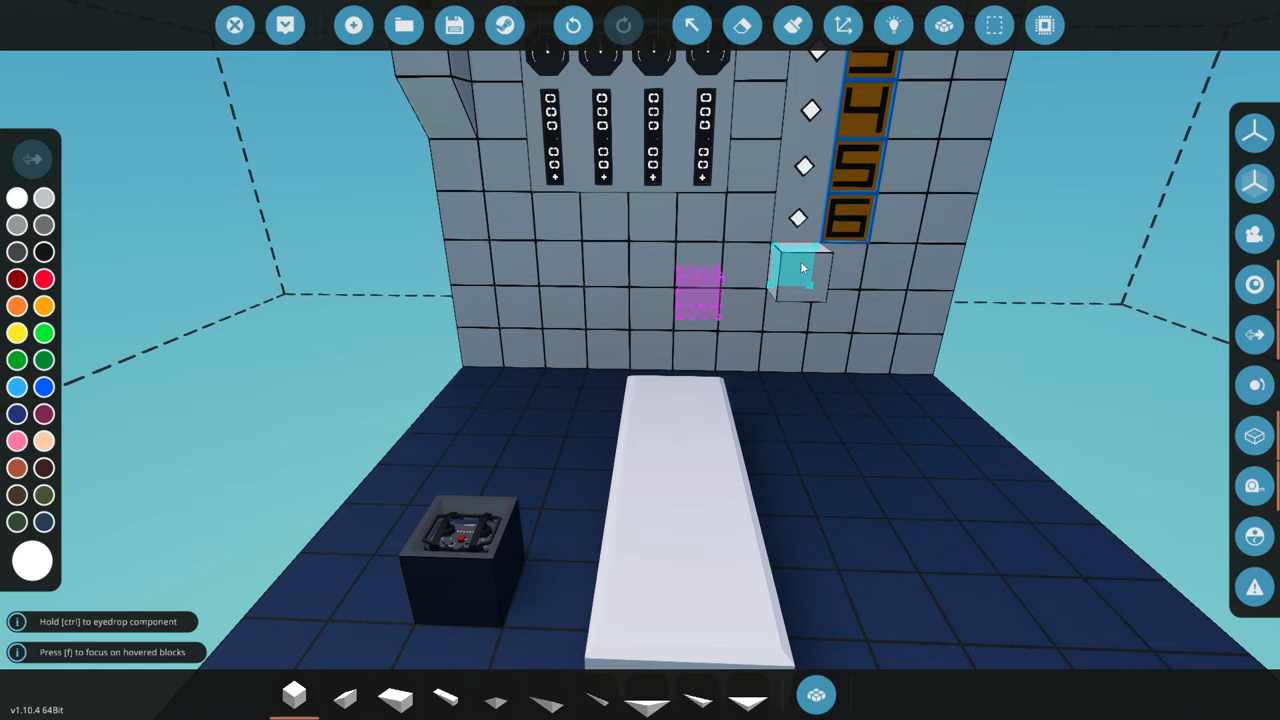 4
5
6
Hold [ctrl] to eyedrop component
Press [f] to focus on hovered blocks
v1.10.4 64Bit